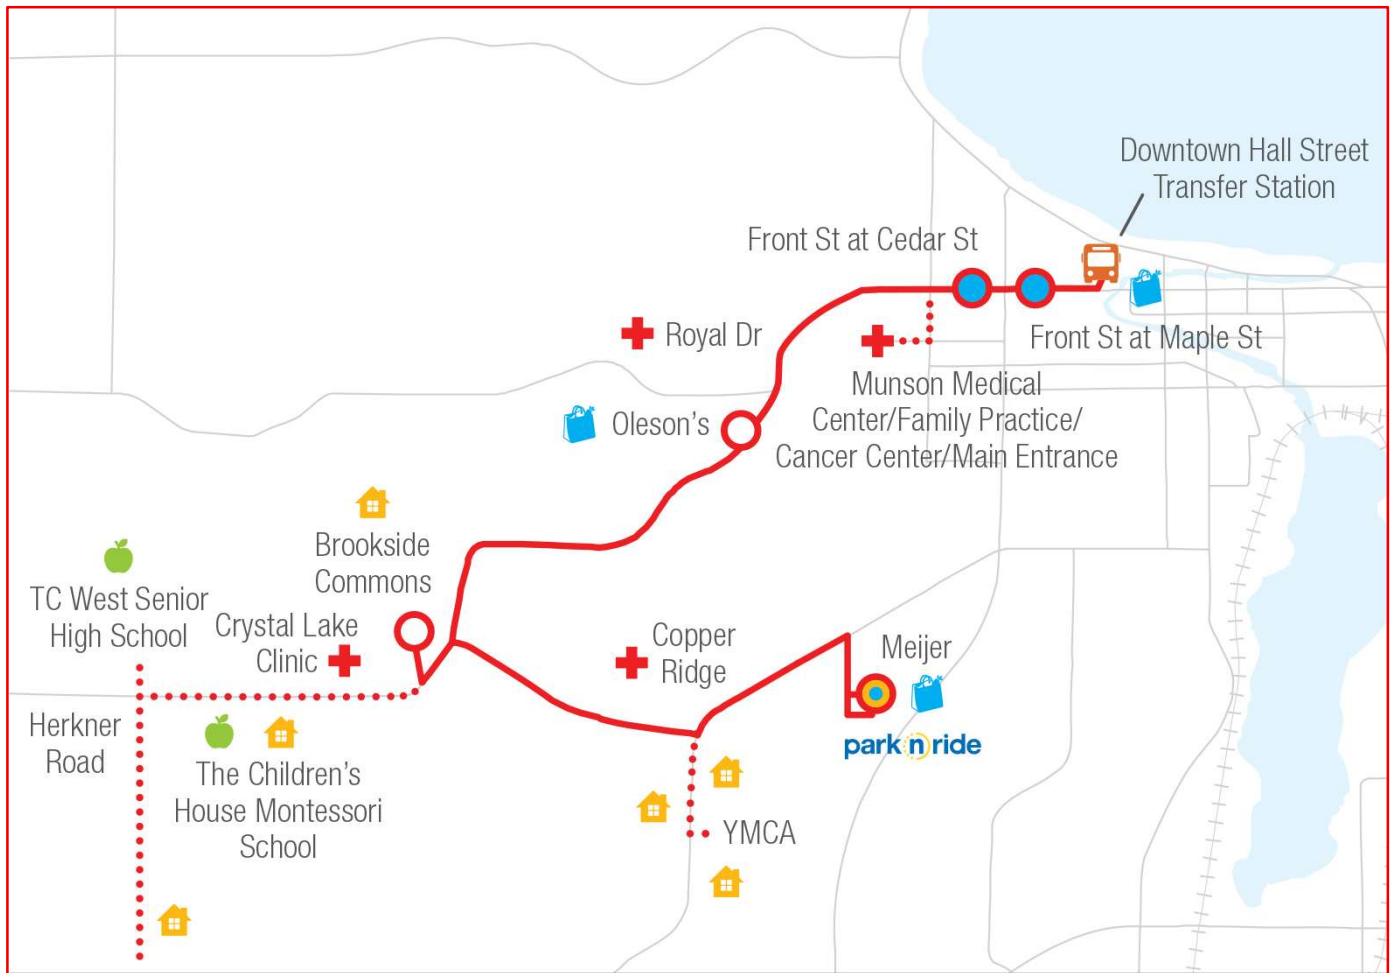 Downtown Hall Street
Transfer Station
Front St at Cedar St
Front St at Maple St
Royal Dr
Munson Medical
Center/Family Practice/
Cancer Center/Main Entrance
Oleson's
Brookside
Commons
TC West Senior
High School
Crystal Lake
Clinic
Copper
Ridge
Meijer
park n ride
Herkner
Road
The Children's
House Montessori
School
YMCA